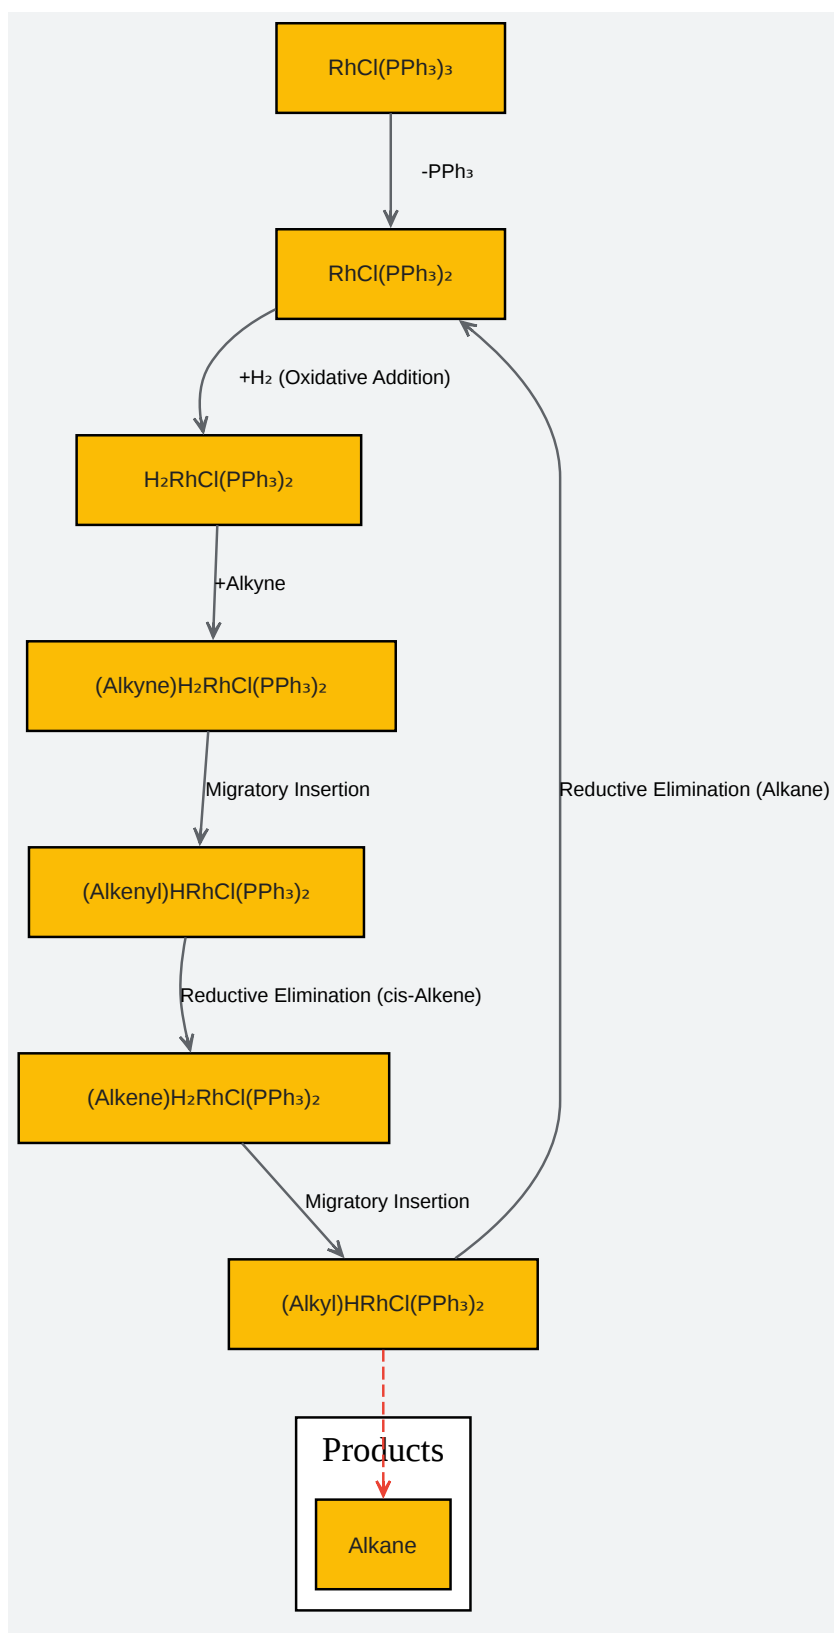 RhCl(PPh₃)₃
-PPh₃
RhCl(PPh₃)₂
+H₂ (Oxidative Addition)
H₂RhCl(PPh₃)₂
+Alkyne
(Alkyne)H₂RhCl(PPh₃)₂
Migratory Insertion
Reductive Elimination (Alkane)
(Alkenyl)HRhCl(PPh₃)₂
Reductive Elimination (cis-Alkene)
(Alkene)H₂RhCl(PPh₃)₂
Migratory Insertion
(Alkyl)HRhCl(PPh₃)₂
Products
Alkane